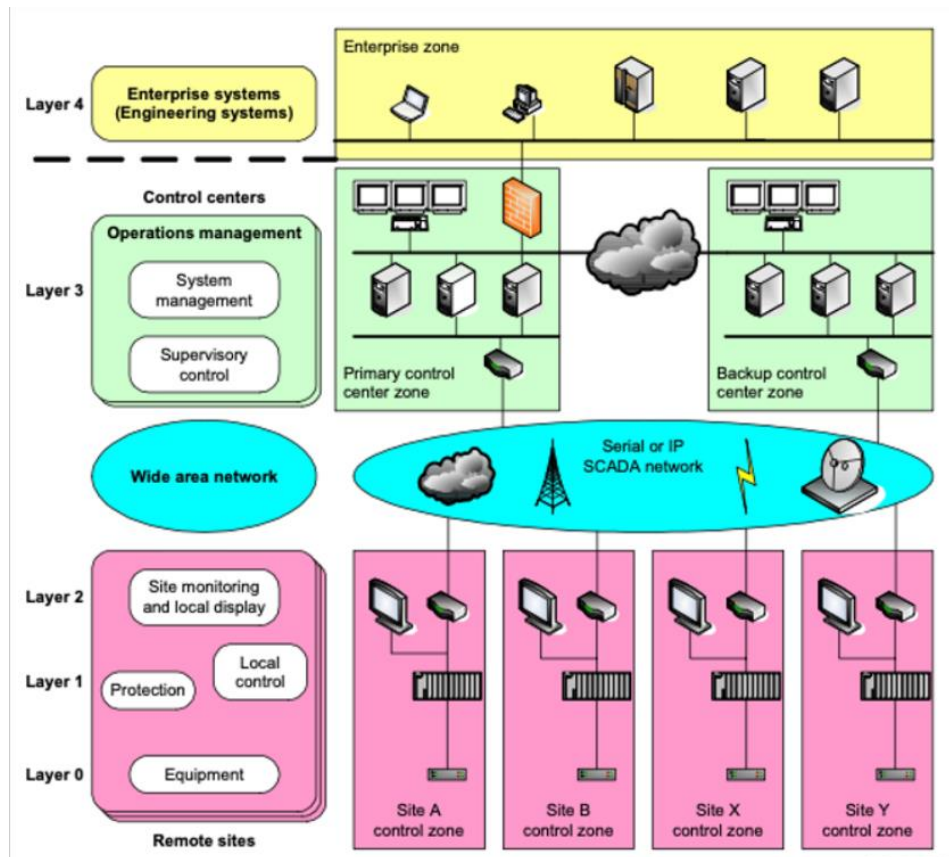 Enterprise zone
Layer 4
Enterprise systems
(Engineering systems)
Control centers
Operations management
Layer 3
System
management
Supervisory
control
Primary control
center zone
Backup control
center zone
Wide area network
Serial or IP
SCADA network
Layer 2
Site monitoring
and local display
Layer 1
Protection
Local
control
Layer 0
Equipment
Remote sites
Site A
control zone
Site B
control zone
Site X
control zone
Site Y
control zone